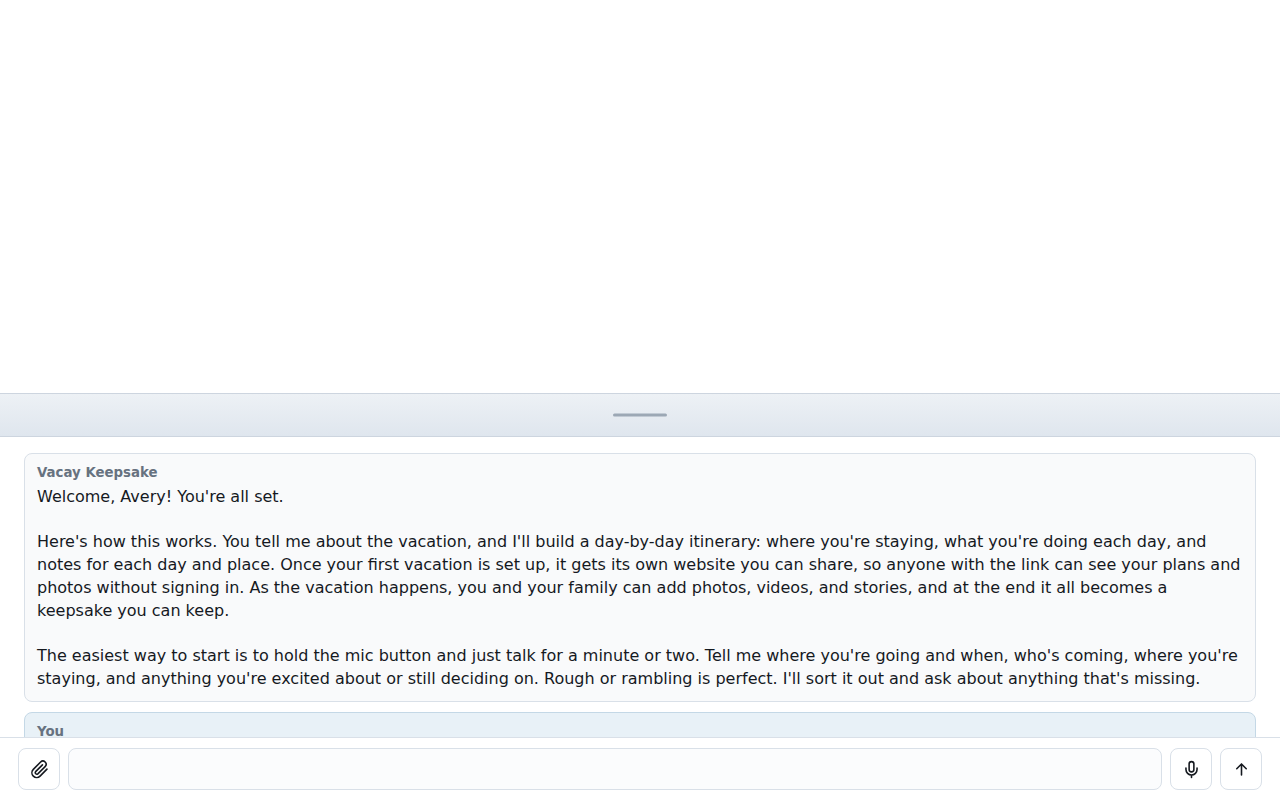 Vacay Keepsake
Welcome, Avery! You're all set.
Here's how this works. You tell me about the vacation, and I'll build a day-by-day itinerary: where you're staying, what you're doing each day, and
notes for each day and place. Once your first vacation is set up, it gets its own website you can share, so anyone with the link can see your plans and
photos without signing in. As the vacation happens, you and your family can add photos, videos, and stories, and at the end it all becomes a
keepsake you can keep.
The easiest way to start is to hold the mic button and just talk for a minute or two. Tell me where you're going and when, who's coming, where you're
staying, and anything you're excited about or still deciding on. Rough or rambling is perfect. I'll sort it out and ask about anything that's missing.
You